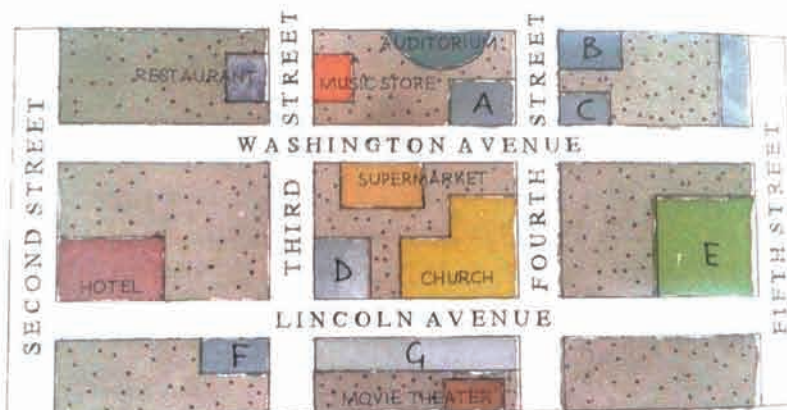 AUDITORIUM
B
RESTAURANT
STREET
MUSIC STORE
STREET
A
C
WASHINGTON AVENUE
SECOND STREET
THIRD
SUPERMARKET
FOURTH
FIFTH STREET
HOTEL
D
CHURCH
E
LINCOLN AVENUE
F
G
MOVIE THEATER